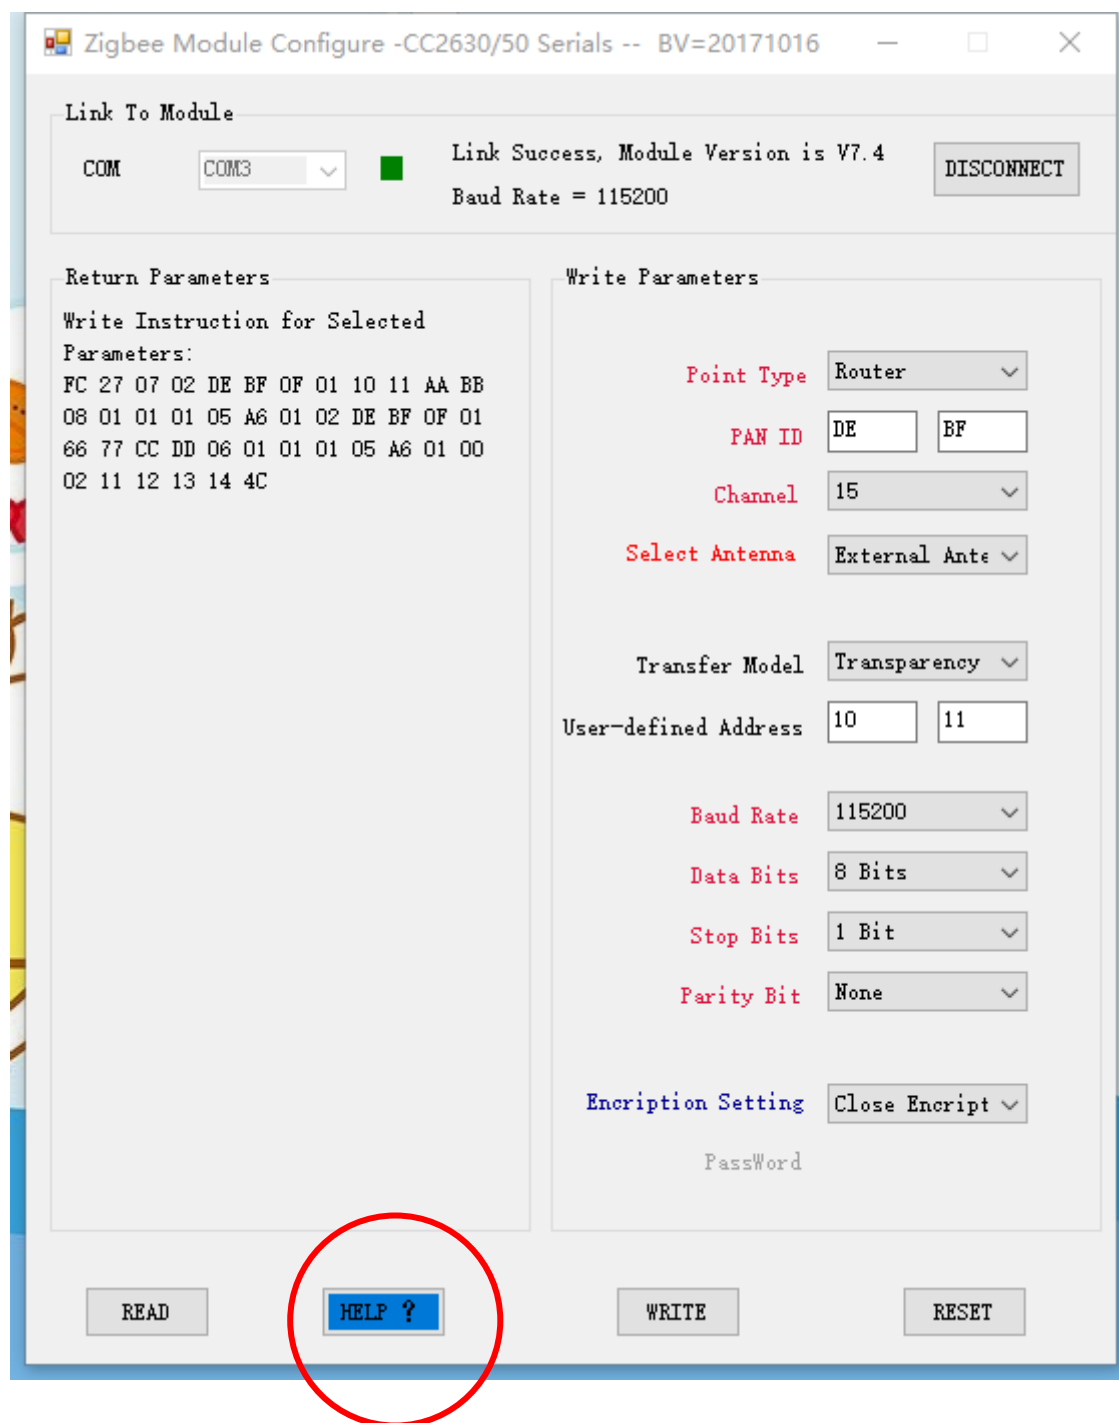 Zigbee Module Configure -CC2630/50 Serials -- BV=20171016
Link To Module
COM
COM3
Link Success, Module Version is V7.4
Baud Rate = 115200
DISCONNECT
Return Parameters
Write Instruction for Selected
Parameters:
FC 27 07 02 DE BF 0F 01 10 11 AA BB
08 01 01 01 05 A6 01 02 DE BF 0F 01
66 77 CC DD 06 01 01 01 05 A6 01 00
02 11 12 13 14 4C
Write Parameters
Point Type Router
PAN ID DE BF
Channel 15
Select Antenna External Ante
Transfer Model Transparency
User-defined Address 10 11
Baud Rate 115200
Data Bits 8 Bits
Stop Bits 1 Bit
Parity Bit None
Encription Setting Close Encript
PassWord
READ HELP ? WRITE RESET